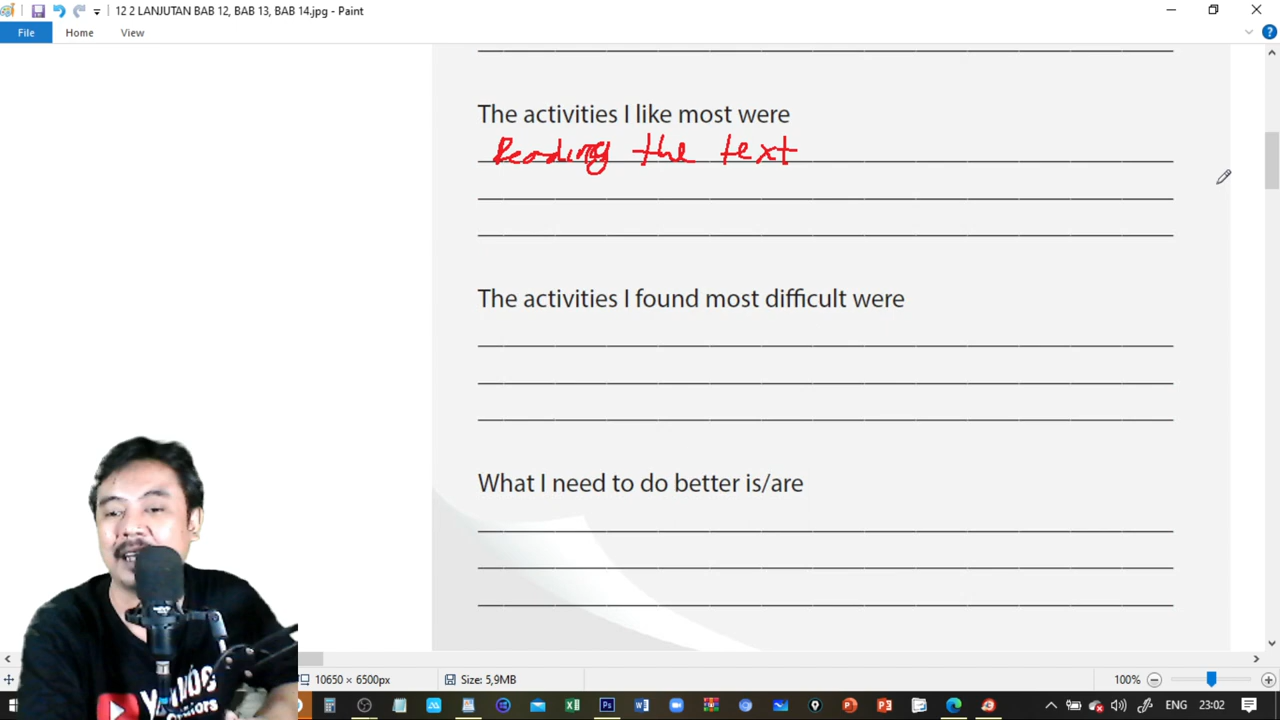 12 2 LANJUTAN BAB 12, BAB 13, BAB 14.jpg - Paint
File Home View
The activities I like most were
Reading the text
The activities I found most difficult were
What I need to do better is/are
10650 × 6500px Size: 5,9MB 100%
ENG 23:02